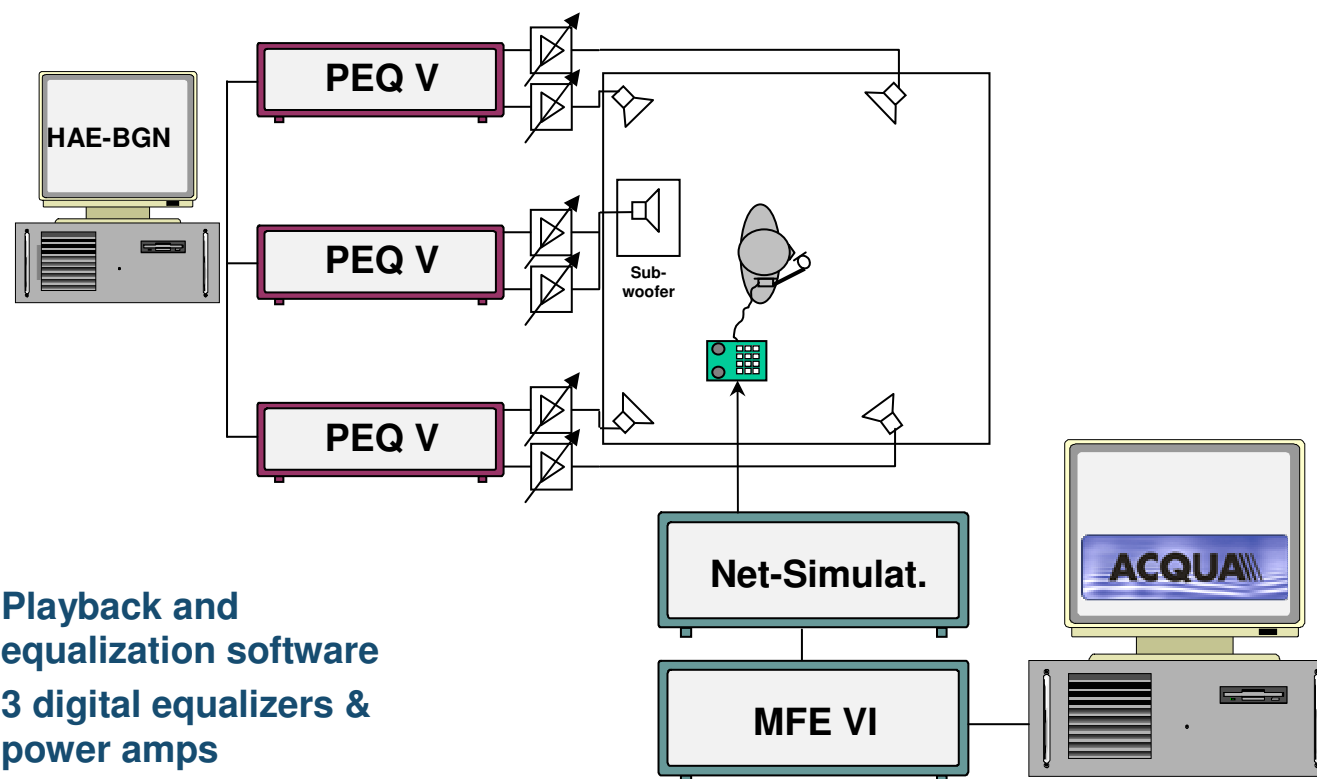 PEQ V
HAE-BGN
PEQ V
Sub-
woofer
PEQ V
Net-Simulat.
ACQUA
MFE VI
Playback and
equalization software
3 digital equalizers &
power amps